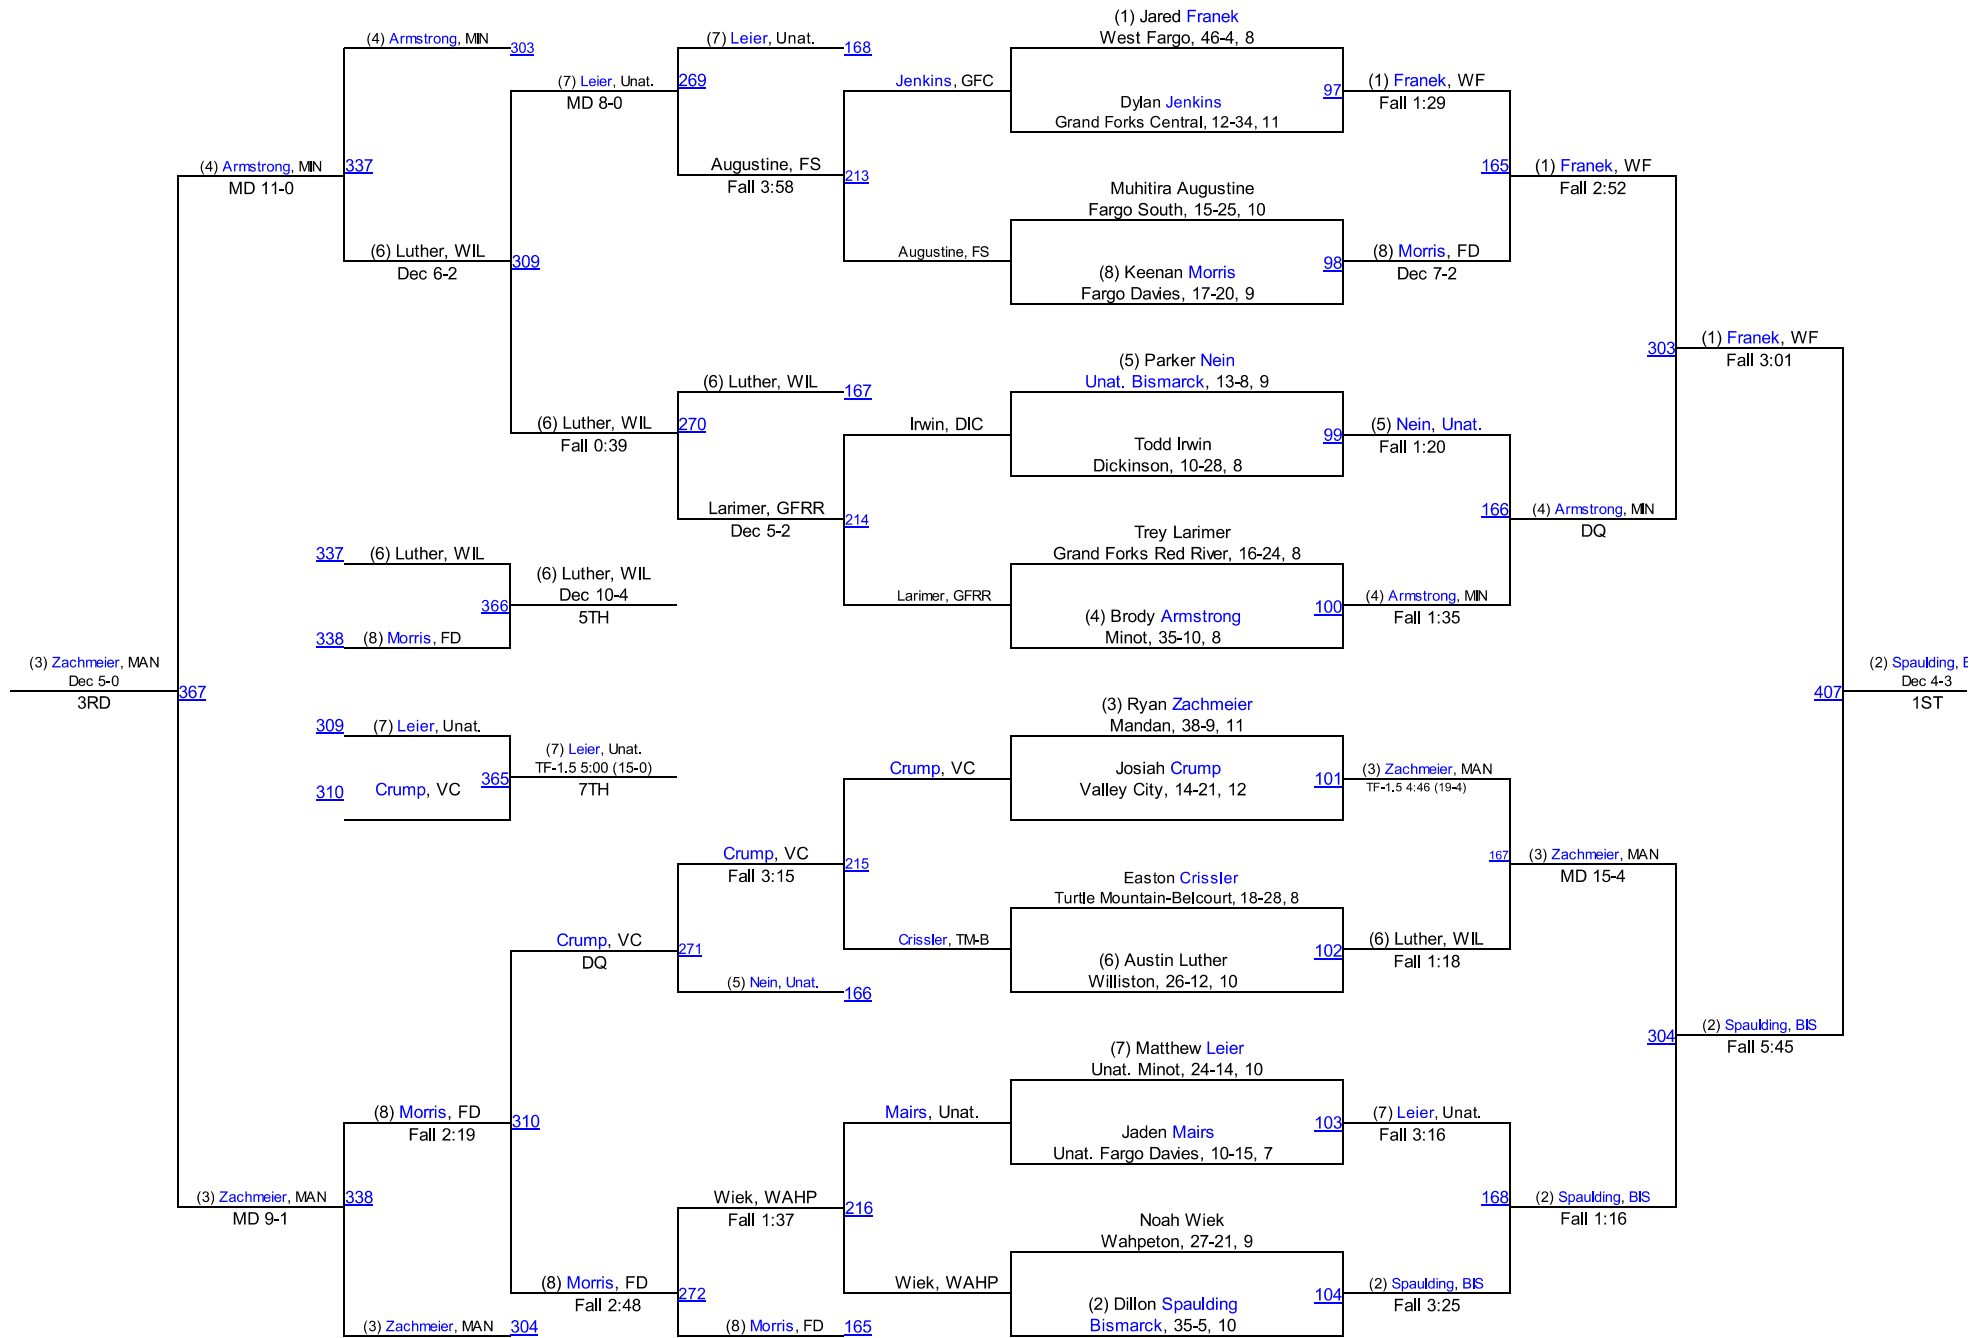 (1) Jared Franek
West Fargo, 46-4, 8
Dylan Jenkins
Grand Forks Central, 12-34, 11
97
Muhitira Augustine
Fargo South, 15-25, 10
(8) Keenan Morris
Fargo Davies, 17-20, 9
98
(5) Parker Nein
Unat. Bismarck, 13-8, 9
Todd Irwin
Dickinson, 10-28, 8
99
Trey Larimer
Grand Forks Red River, 16-24, 8
(4) Brody Armstrong
Minot, 35-10, 8
100
(3) Ryan Zachmeier
Mandan, 38-9, 11
Josiah Crump
Valley City, 14-21, 12
101
Easton Crissler
Turtle Mountain-Belcourt, 18-28, 8
(6) Austin Luther
Williston, 26-12, 10
102
(7) Matthew Leier
Unat. Minot, 24-14, 10
Jaden Mairs
Unat. Fargo Davies, 10-15, 7
103
Noah Wiek
Wahpeton, 27-21, 9
(2) Dillon Spaulding
Bismarck, 35-5, 10
104
(1) Franek, WF
Fall 1:29
165
(8) Morris, FD
Dec 7-2
(5) Nein, Unat.
Fall 1:20
166
(4) Armstrong, MIN
Fall 1:35
(3) Zachmeier, MAN
TF-1.5 4:46 (19-4)
167
(6) Luther, WIL
Fall 1:18
(7) Leier, Unat.
Fall 3:16
168
(2) Spaulding, BIS
Fall 3:25
(1) Franek, WF
Fall 2:52
303
(4) Armstrong, MIN
DQ
(3) Zachmeier, MAN
MD 15-4
304
(2) Spaulding, BIS
Fall 1:16
(1) Franek, WF
Fall 3:01
407
(2) Spaulding, BIS
Fall 5:45
(2) Spaulding, B
Dec 4-3
1ST
Jenkins, GFC
213
Augustine, FS
Irwin, DIC
214
Larimer, GFRR
Crump, VC
215
Crissler, TM-B
Mairs, Unat.
216
Wiek, WAHP
(7) Leier, Unat.
168
269
Augustine, FS
Fall 3:58
(6) Luther, WIL
167
270
Larimer, GFRR
Dec 5-2
Crump, VC
Fall 3:15
271
(5) Nein, Unat.
166
Wiek, WAHP
Fall 1:37
272
(8) Morris, FD
165
(7) Leier, Unat.
MD 8-0
309
(6) Luther, WIL
Fall 0:39
Crump, VC
DQ
310
(8) Morris, FD
Fall 2:48
(4) Armstrong, MIN
303
337
(6) Luther, WIL
Dec 6-2
(8) Morris, FD
Fall 2:19
338
(3) Zachmeier, MAN
304
(4) Armstrong, MIN
MD 11-0
367
(3) Zachmeier, MAN
MD 9-1
(3) Zachmeier, MAN
Dec 5-0
3RD
337
(6) Luther, WIL
366
338
(8) Morris, FD
(6) Luther, WIL
Dec 10-4
5TH
309
(7) Leier, Unat.
365
310
Crump, VC
(7) Leier, Unat.
TF-1.5 5:00 (15-0)
7TH